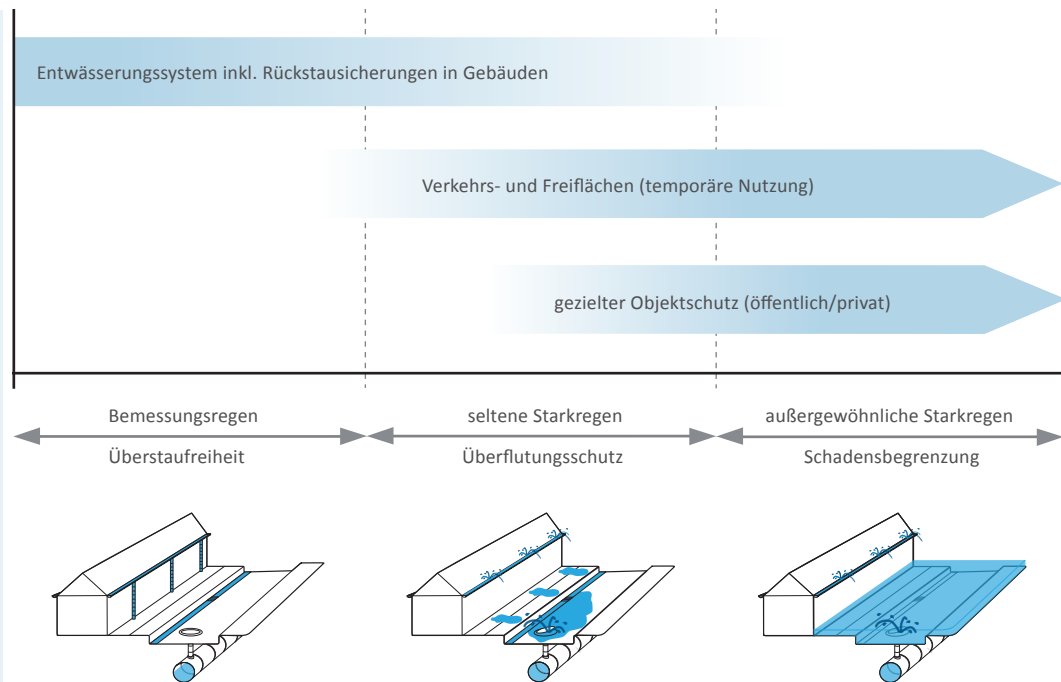 Entwässerungssystem inkl. Rückstausicherungen in Gebäuden
Verkehrs- und Freiflächen (temporäre Nutzung)
gezielter Objektschutz (öffentlich/privat)
Bemessungsregen
seltene Starkregen
außergewöhnliche Starkregen
Überstaufreiheit
Überflutungsschutz
Schadensbegrenzung